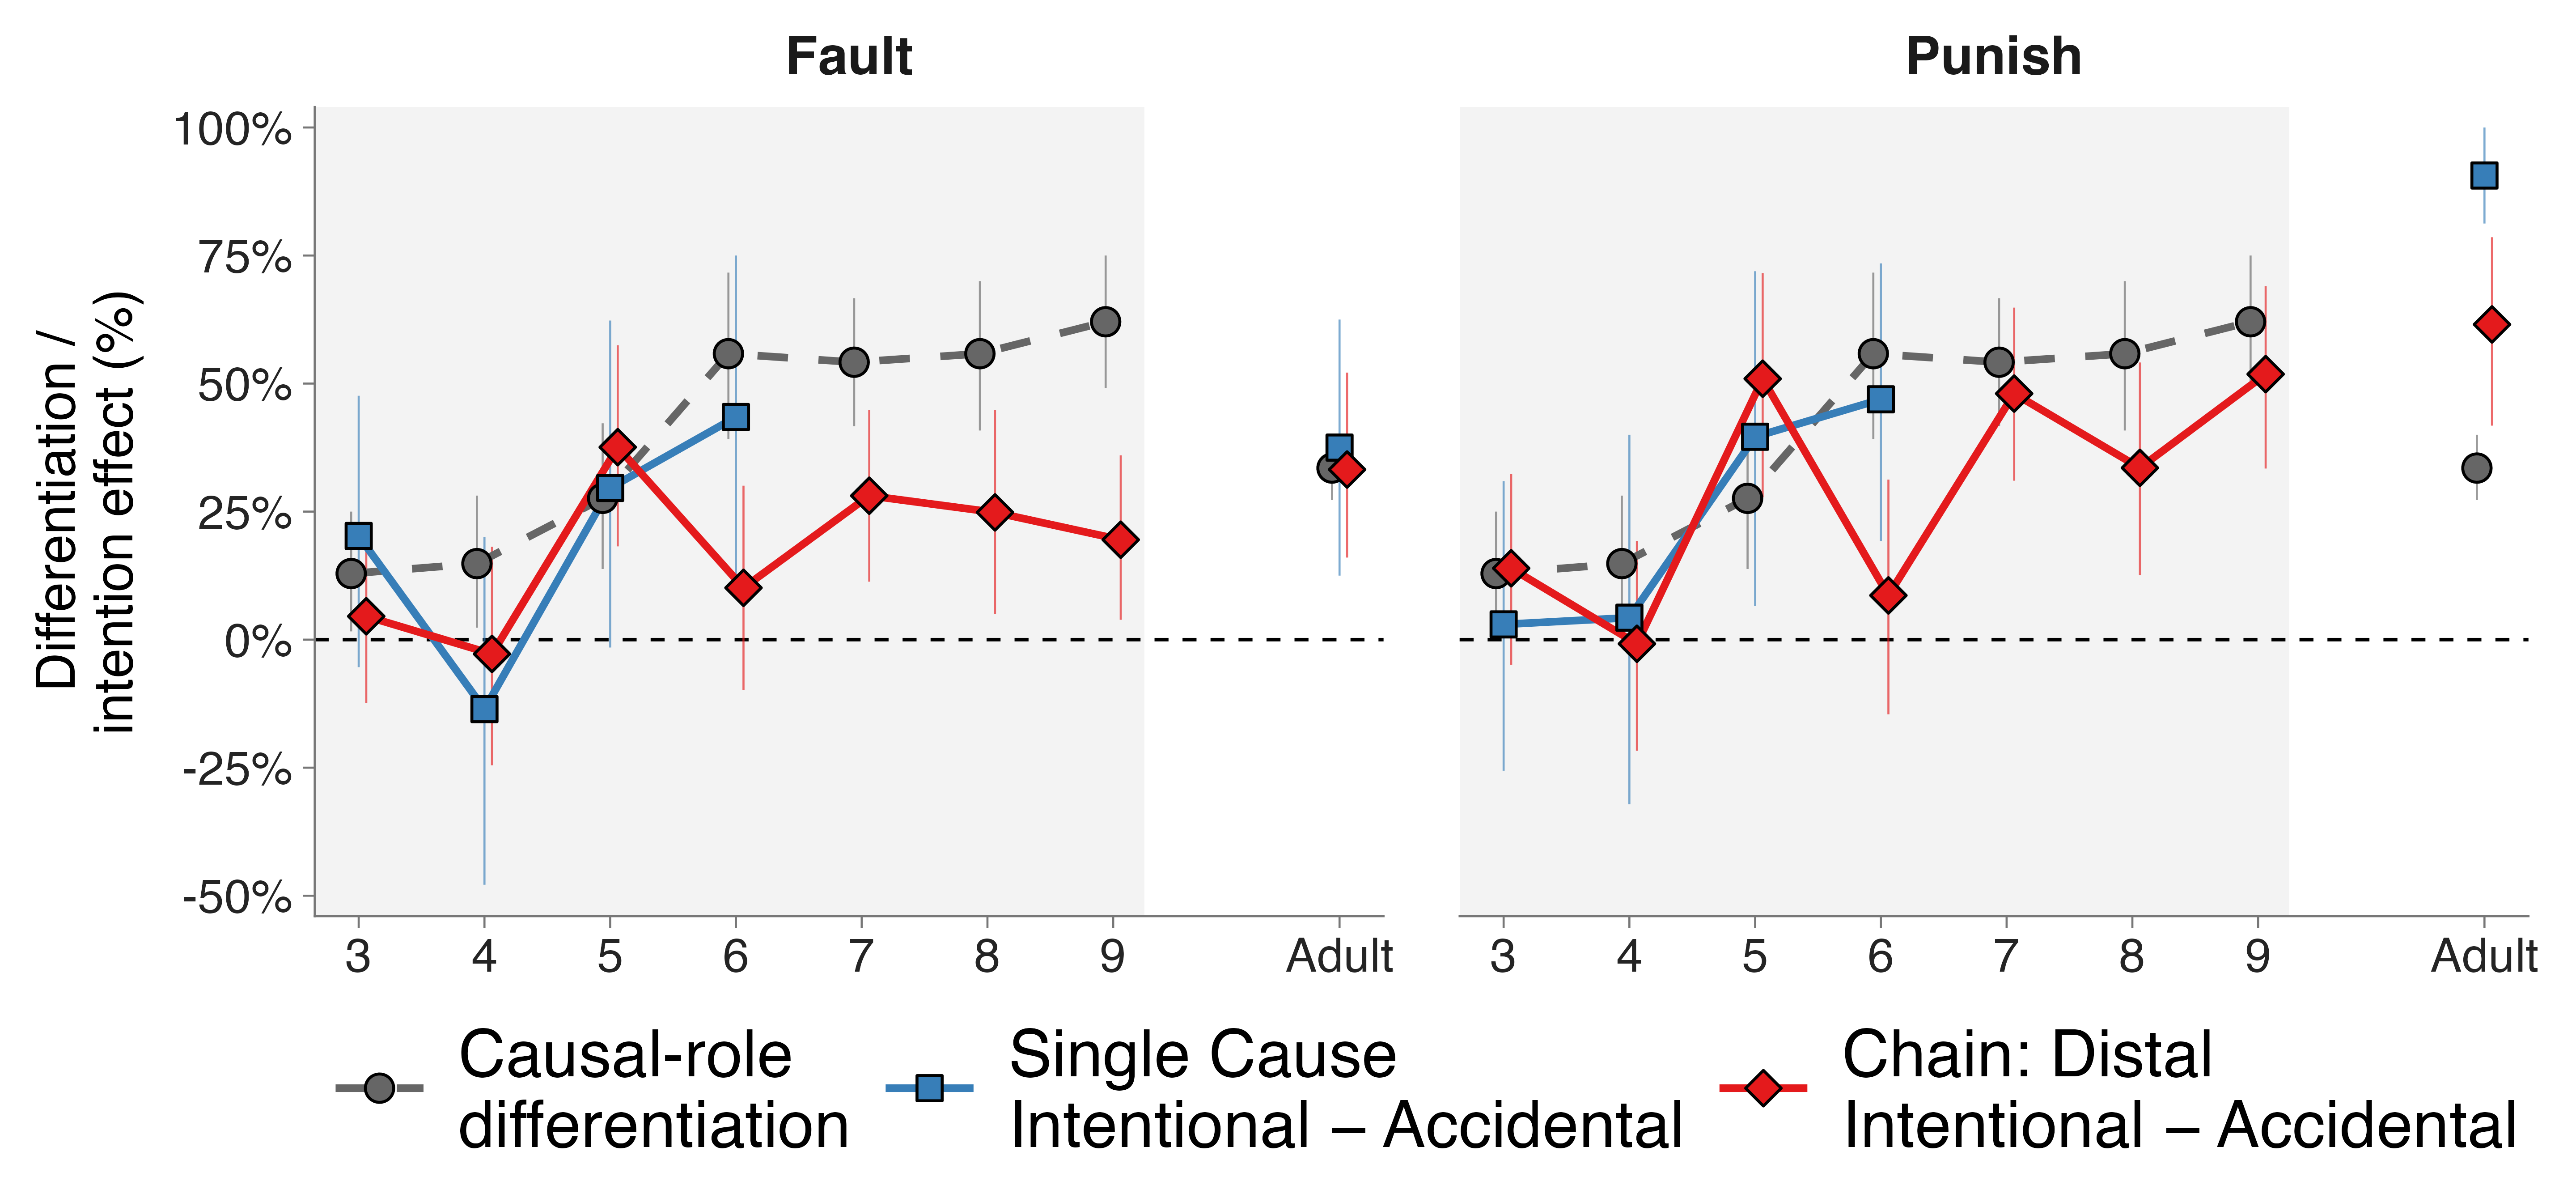 Fault
Punish
Differentiation /
intention effect (%)
100%
75%
50%
25%
0%
-25%
-50%
3 4 5 6 7 8 9 Adult
3 4 5 6 7 8 9 Adult
Causal-role
differentiation
Single Cause
Intentional – Accidental
Chain: Distal
Intentional – Accidental